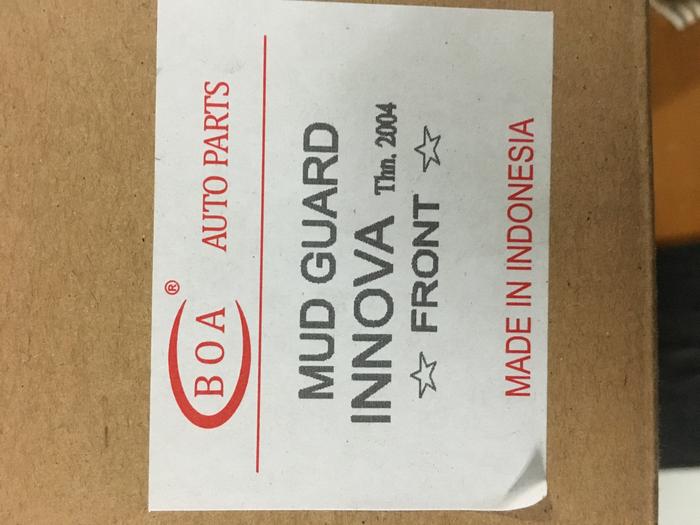 BOA® AUTO PARTS
MUD GUARD
INNOVA Thn. 2004
☆ FRONT ☆
MADE IN INDONESIA